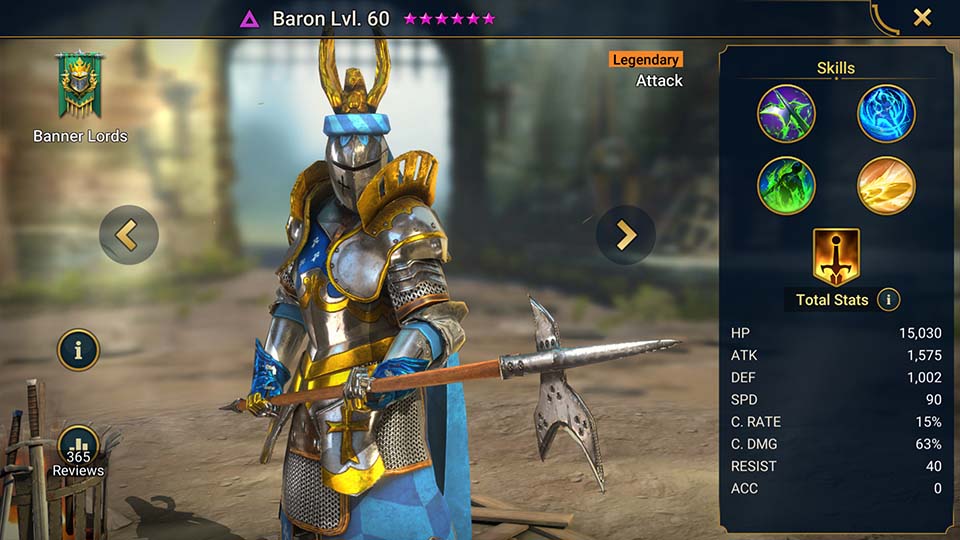 Baron Lvl. 60
Legendary
Attack
Banner Lords
365
Reviews
Skills
Total Stats
HP 15,030
ATK 1,575
DEF 1,002
SPD 90
C. RATE 15%
C. DMG 63%
RESIST 40
ACC 0